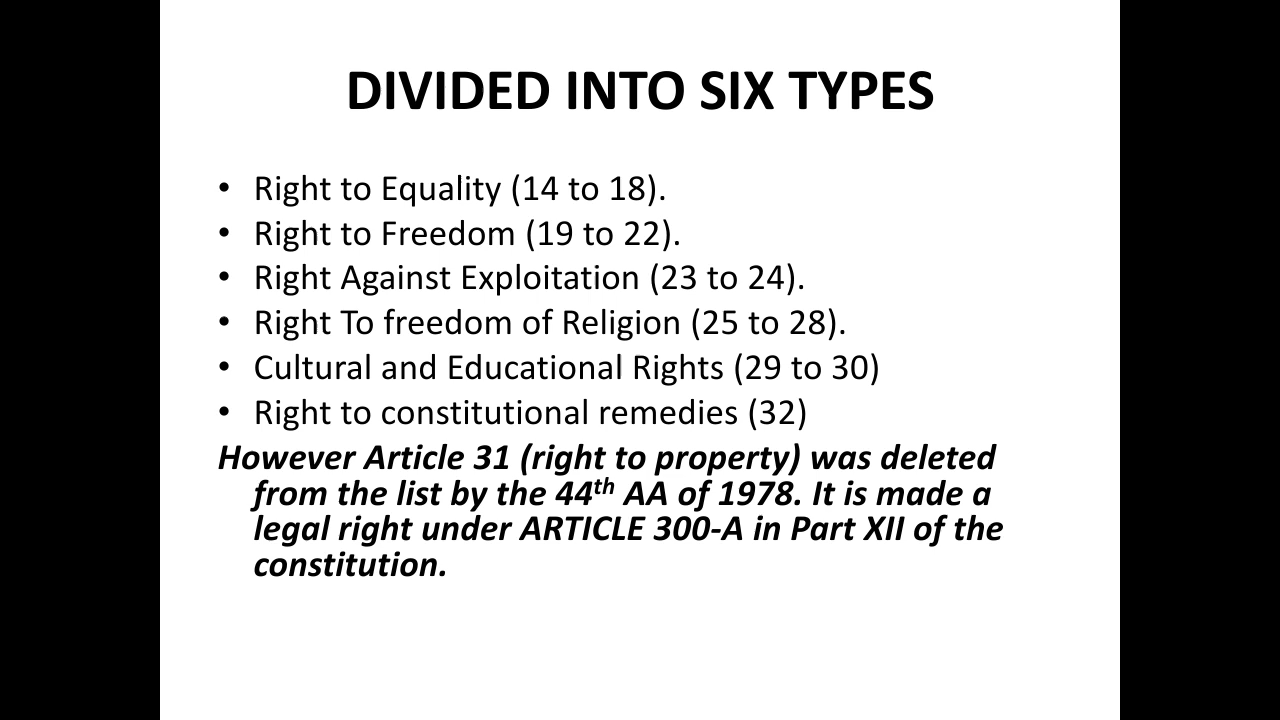 DIVIDED INTO SIX TYPES
• Right to Equality (14 to 18).
• Right to Freedom (19 to 22).
• Right Against Exploitation (23 to 24).
• Right To freedom of Religion (25 to 28).
• Cultural and Educational Rights (29 to 30)
• Right to constitutional remedies (32)
However Article 31 (right to property) was deleted
from the list by the 44th AA of 1978. It is made a
legal right under ARTICLE 300-A in Part XII of the
constitution.